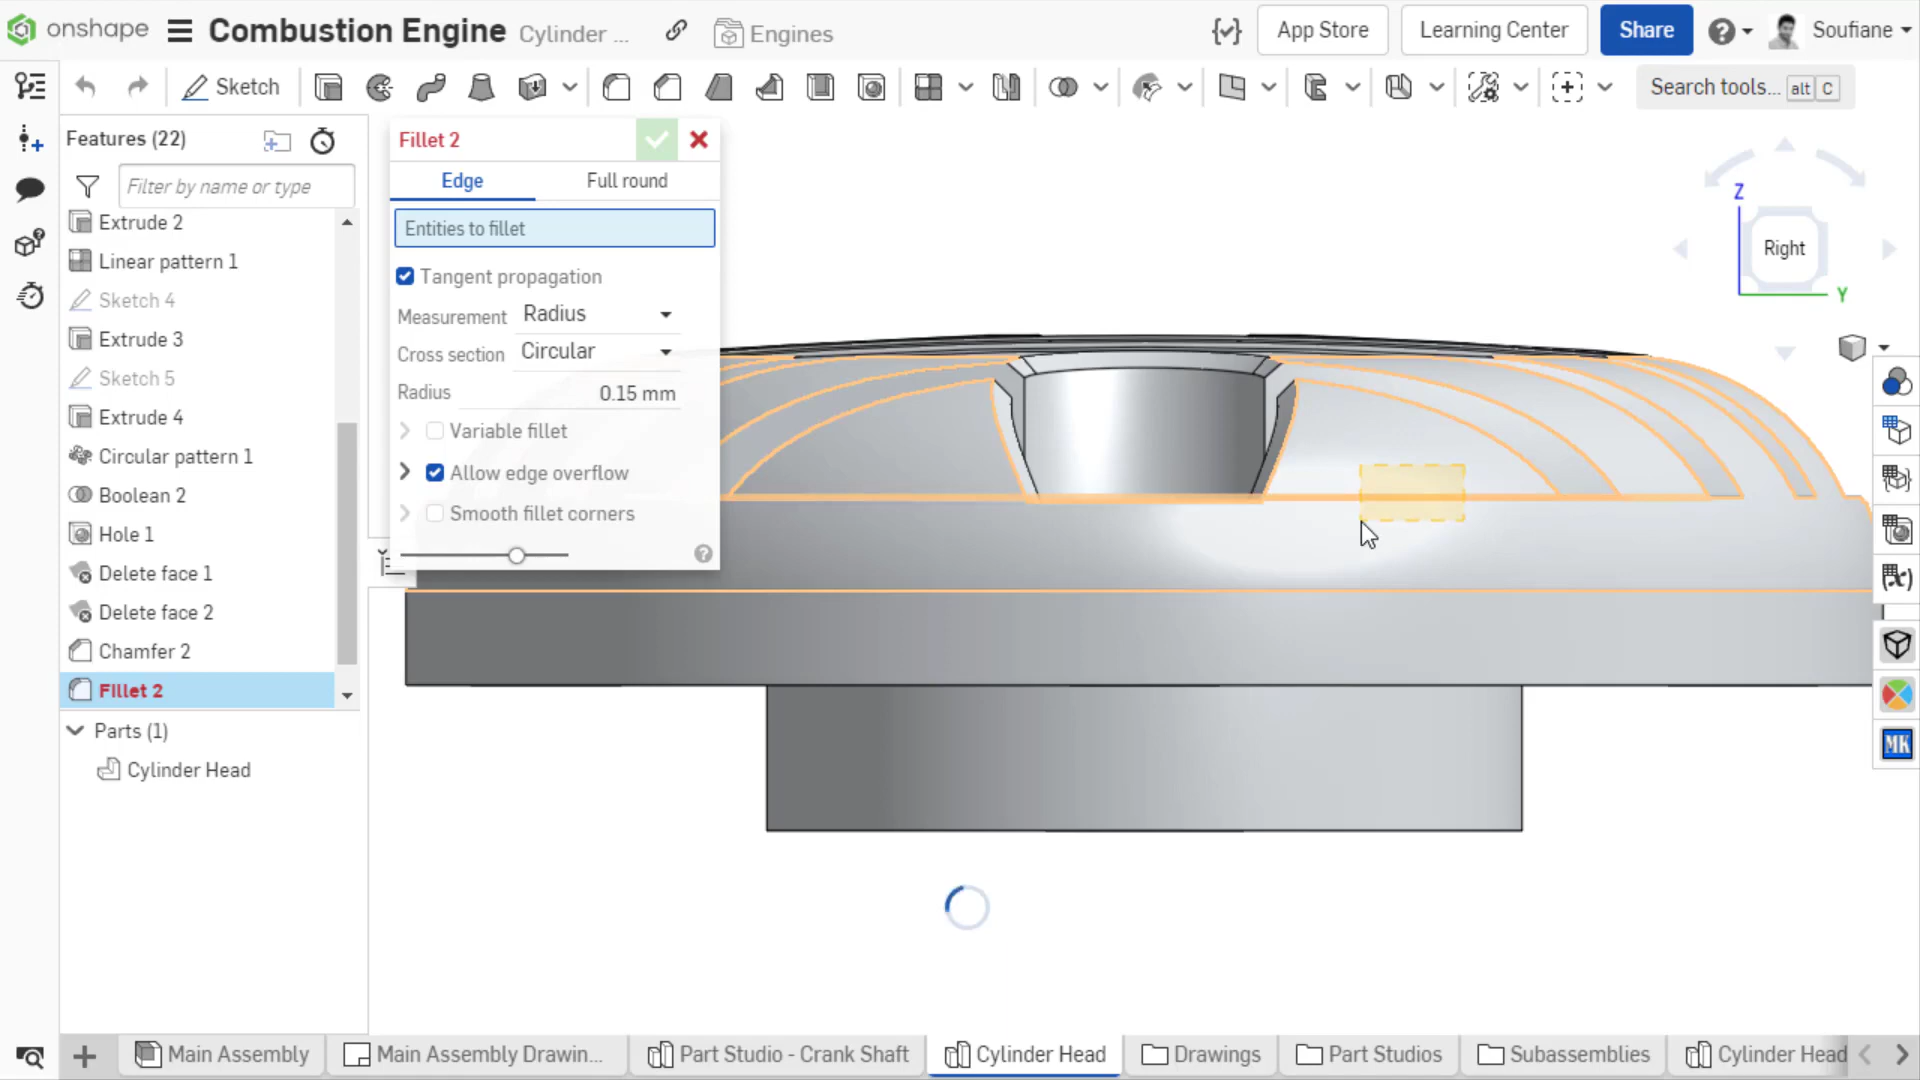 onshape
Combustion Engine
Cylinder ...
Engines
App Store
Learning Center
Share
Soufiane
Sketch
Search tools...
alt
C
Features (22)
Filter by name or type
Extrude 2
Linear pattern 1
Sketch 4
Extrude 3
Sketch 5
Extrude 4
Circular pattern 1
Boolean 2
Hole 1
Delete face 1
Delete face 2
Chamfer 2
Fillet 2
Parts (1)
Cylinder Head
Fillet 2
Edge
Full round
Entities to fillet
Tangent propagation
Measurement
Radius
Cross section
Circular
Radius
0.15 mm
Variable fillet
Allow edge overflow
Smooth fillet corners
Z
Right
Y
(x)
MK
Main Assembly
Main Assembly Drawin...
Part Studio - Crank Shaft
Cylinder Head
Drawings
Part Studios
Subassemblies
Cylinder Head